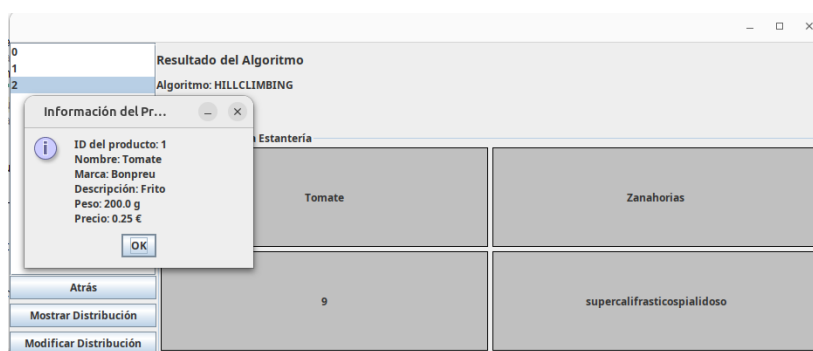 0
1
2
Resultado del Algoritmo
Algoritmo: HILLCLIMBING
Información del Pr...
ID del producto: 1
Nombre: Tomate
Marca: Bonpreu
Descripción: Frito
Peso: 200.0 g
Precio: 0.25 €
OK
Estantería
Tomate
Zanahorias
9
supercalifrasticospialidoso
Atrás
Mostrar Distribución
Modificar Distribución